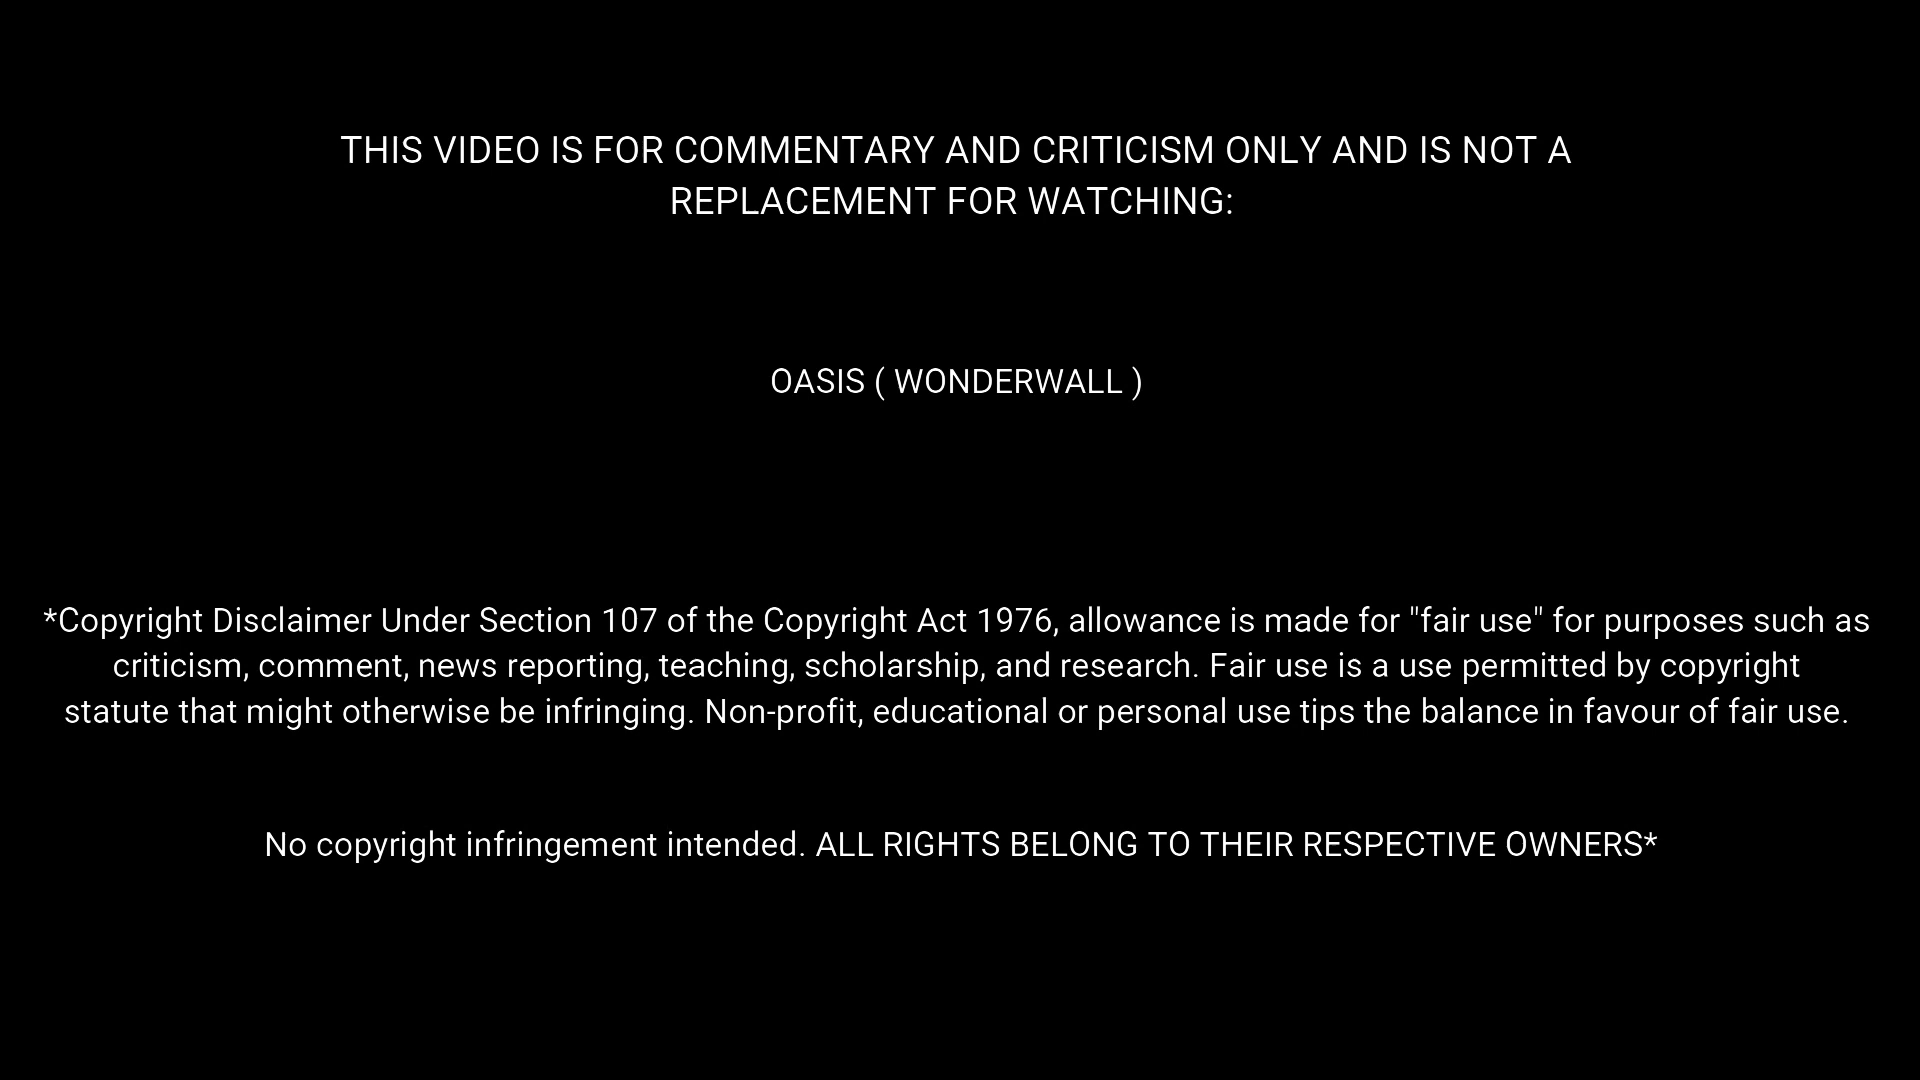 THIS VIDEO IS FOR COMMENTARY AND CRITICISM ONLY AND IS NOT A
REPLACEMENT FOR WATCHING:
OASIS ( WONDERWALL )
*Copyright Disclaimer Under Section 107 of the Copyright Act 1976, allowance is made for "fair use" for purposes such as
criticism, comment, news reporting, teaching, scholarship, and research. Fair use is a use permitted by copyright
statute that might otherwise be infringing. Non-profit, educational or personal use tips the balance in favour of fair use.
No copyright infringement intended. ALL RIGHTS BELONG TO THEIR RESPECTIVE OWNERS*